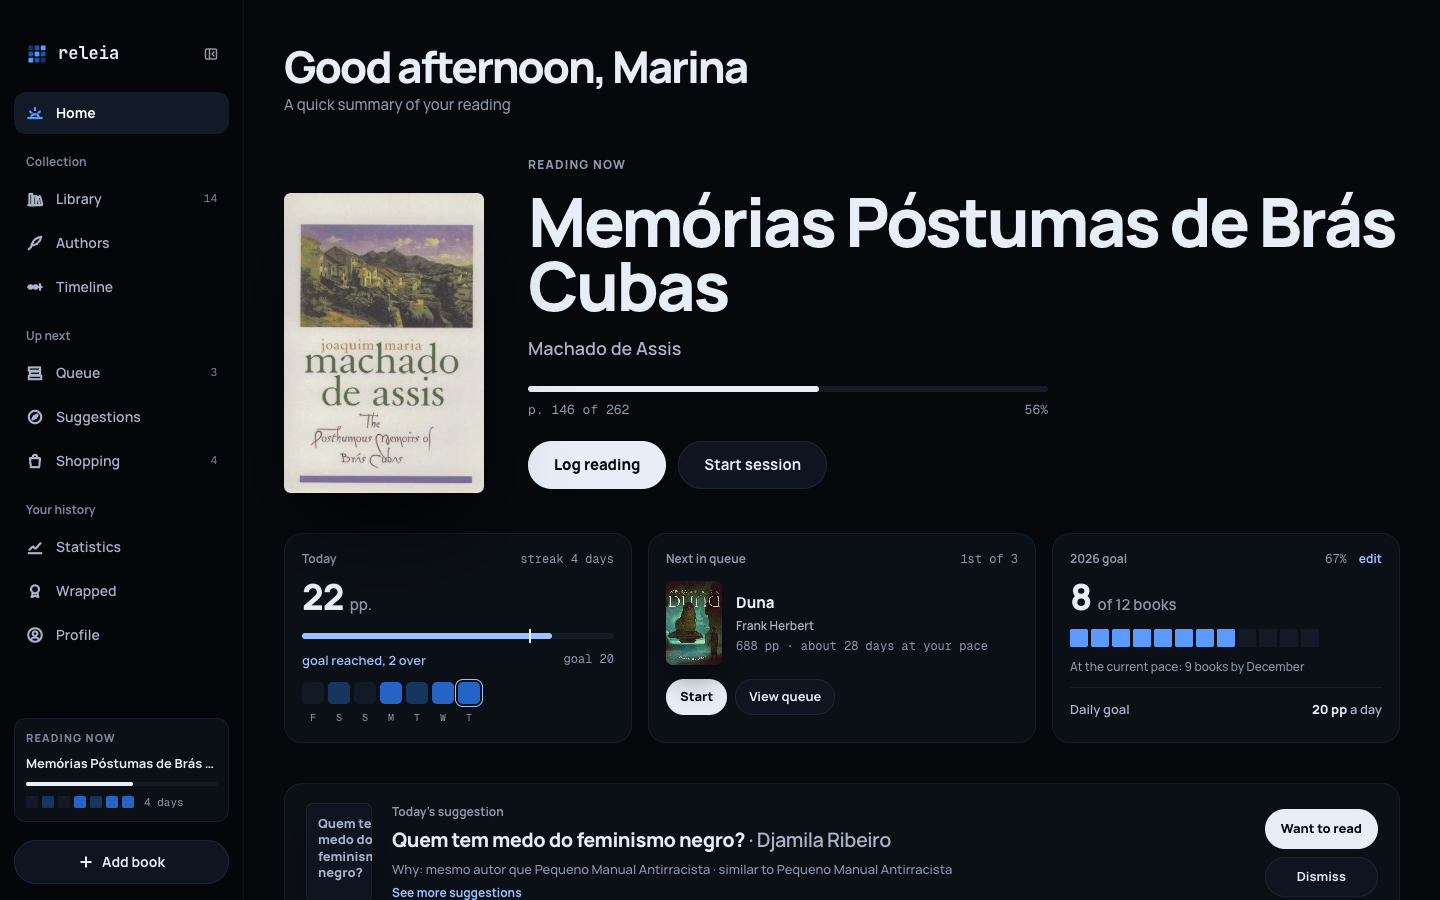 releia
Home
Collection
Library 14
Authors
Timeline
Up next
Queue 3
Suggestions
Shopping 4
Your history
Statistics
Wrapped
Profile
READING NOW
Memórias Póstumas de Brás ...
4 days
Add book
Good afternoon, Marina
A quick summary of your reading
joaquim maria
machado
de assis
The
Posthumous Memoirs of
Brás Cubas
READING NOW
Memórias Póstumas de Brás
Cubas
Machado de Assis
p. 146 of 262 56%
Log reading Start session
Today streak 4 days
22 pp.
goal reached, 2 over goal 20
F S S M T W T
Next in queue 1st of 3
DUNA
Duna
Frank Herbert
688 pp · about 28 days at your pace
Start View queue
2026 goal 67% edit
8 of 12 books
At the current pace: 9 books by December
Daily goal 20 pp a day
Quem te
medo do
feminism
negro?
Today's suggestion
Quem tem medo do feminismo negro? · Djamila Ribeiro
Why: mesmo autor que Pequeno Manual Antirracista · similar to Pequeno Manual Antirracista
See more suggestions
Want to read
Dismiss